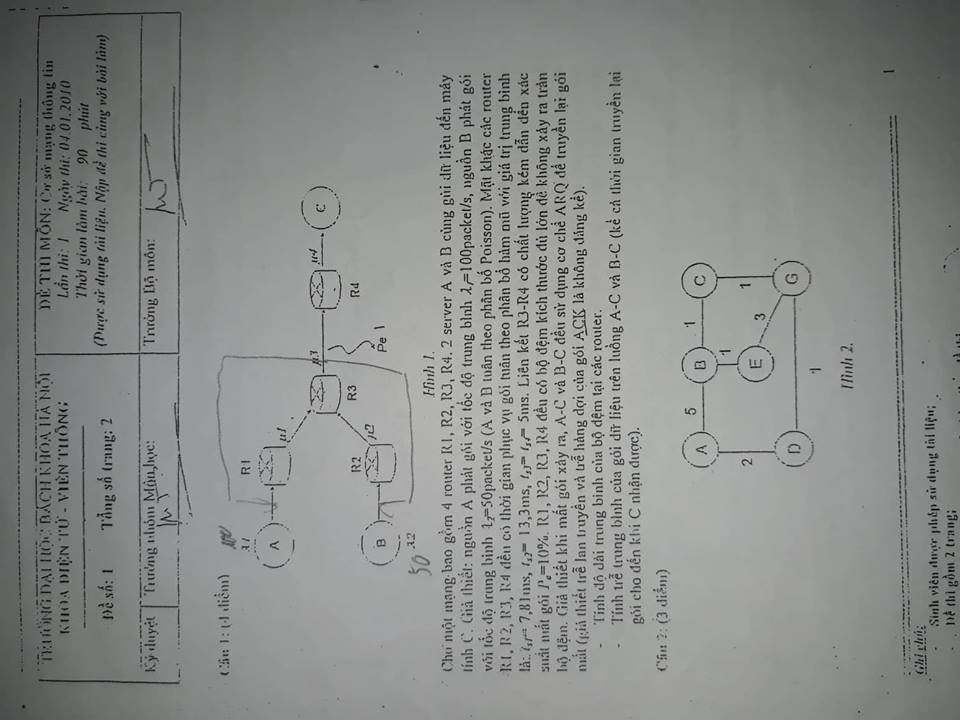 TRƯỜNG ĐẠI HỌC BÁCH KHOA HÀ NỘI
KHOA ĐIỆN TỬ - VIỄN THÔNG
Đề số: 1 Tổng số trang: 2
ĐỀ THI MÔN: Cơ sở mạng thông tin
Lần thi: 1 Ngày thi: 04.01.2010
Thời gian làm bài: 90 phút
(Được sử dụng tài liệu. Nộp đề thi cùng với bài làm)
Ký duyệt
Trưởng nhóm Môn học:
Trưởng Bộ môn:
Câu 1: (4 điểm)
λ1
R1
A
μ1
μ3
μ4
C
R3
R4
R2
B
μ2
Pe
λ2
50
Hình 1.
Cho một mạng bao gồm 4 router R1, R2, R3, R4. 2 server A và B cùng gửi dữ liệu đến máy
tính C. Giả thiết: nguồn A phát gói với tốc độ trung bình λ1=100packet/s, nguồn B phát gói
với tốc độ trung bình λ2=50packet/s (A và B tuân theo phân bố Poisson). Mặt khác các router
R1, R2, R3, R4 đều có thời gian phục vụ gói tuân theo phân bố hàm mũ với giá trị trung bình
là: ts1= 7,81ms, ts2= 13,3ms, ts3= ts4= 5ms. Liên kết R3-R4 có chất lượng kém dẫn đến xác
suất mất gói Pe=10%. R1, R2, R3, R4 đều có bộ đệm kích thước đủ lớn để không xảy ra tràn
bộ đệm. Giả thiết khi mất gói xảy ra, A-C và B-C đều sử dụng cơ chế ARQ để truyền lại gói
mất (giả thiết trễ lan truyền và trễ hàng đợi của gói ACK là không đáng kể).
- Tính độ dài trung bình của bộ đệm tại các router.
- Tính trễ trung bình của gói dữ liệu trên luồng A-C và B-C (kể cả thời gian truyền lại
gói cho đến khi C nhận được).
Câu 2: (3 điểm)
A 5 B 1 C
1
2 E 3 1
D G
1
Hình 2.
1
Ghi chú:
- Sinh viên được phép sử dụng tài liệu;
- Đề thi gồm 2 trang;